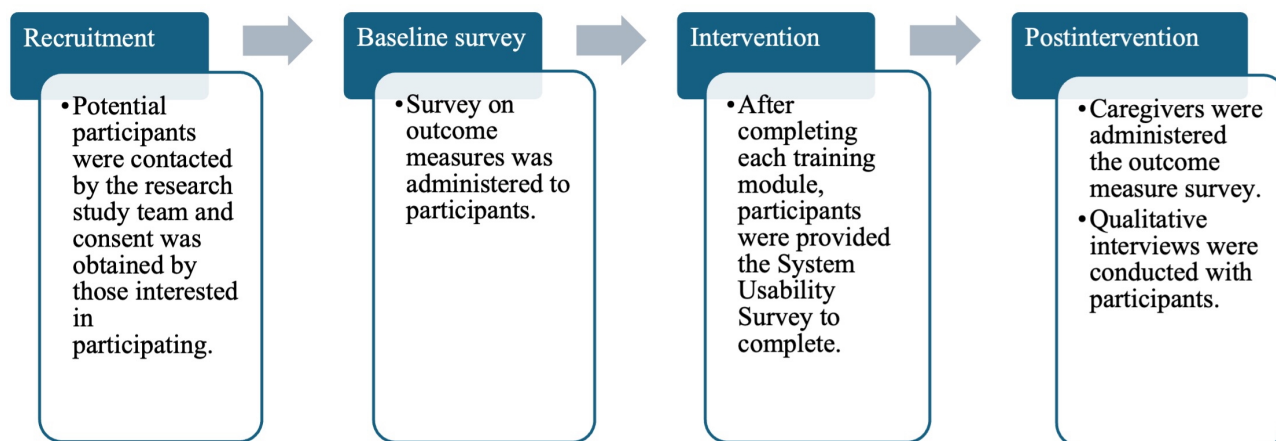 Recruitment
•Potential
participants
were contacted
by the research
study team and
consent was
obtained by
those interested
in
participating.
Baseline survey
•Survey on
outcome
measures was
administered to
participants.
Intervention
•After
completing
each training
module,
participants
were provided
the System
Usability
Survey to
complete.
Postintervention
•Caregivers were
administered
the outcome
measure survey.
•Qualitative
interviews were
conducted with
participants.